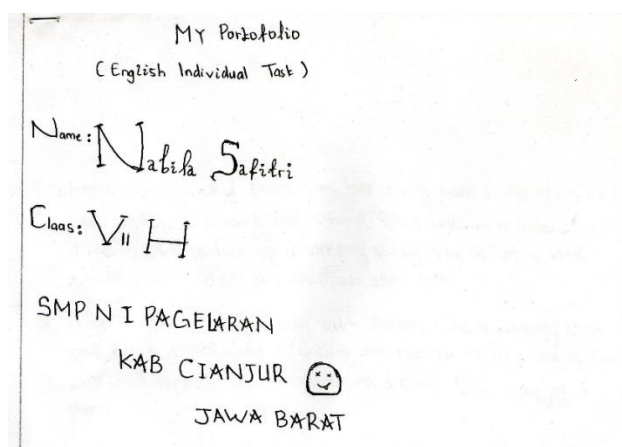 My Portofolio
(English Individual Task)
Name: Nabila Safitri
Claas: VII H
SMP N I PAGELARAN
KAB CIANJUR
JAWA BARAT